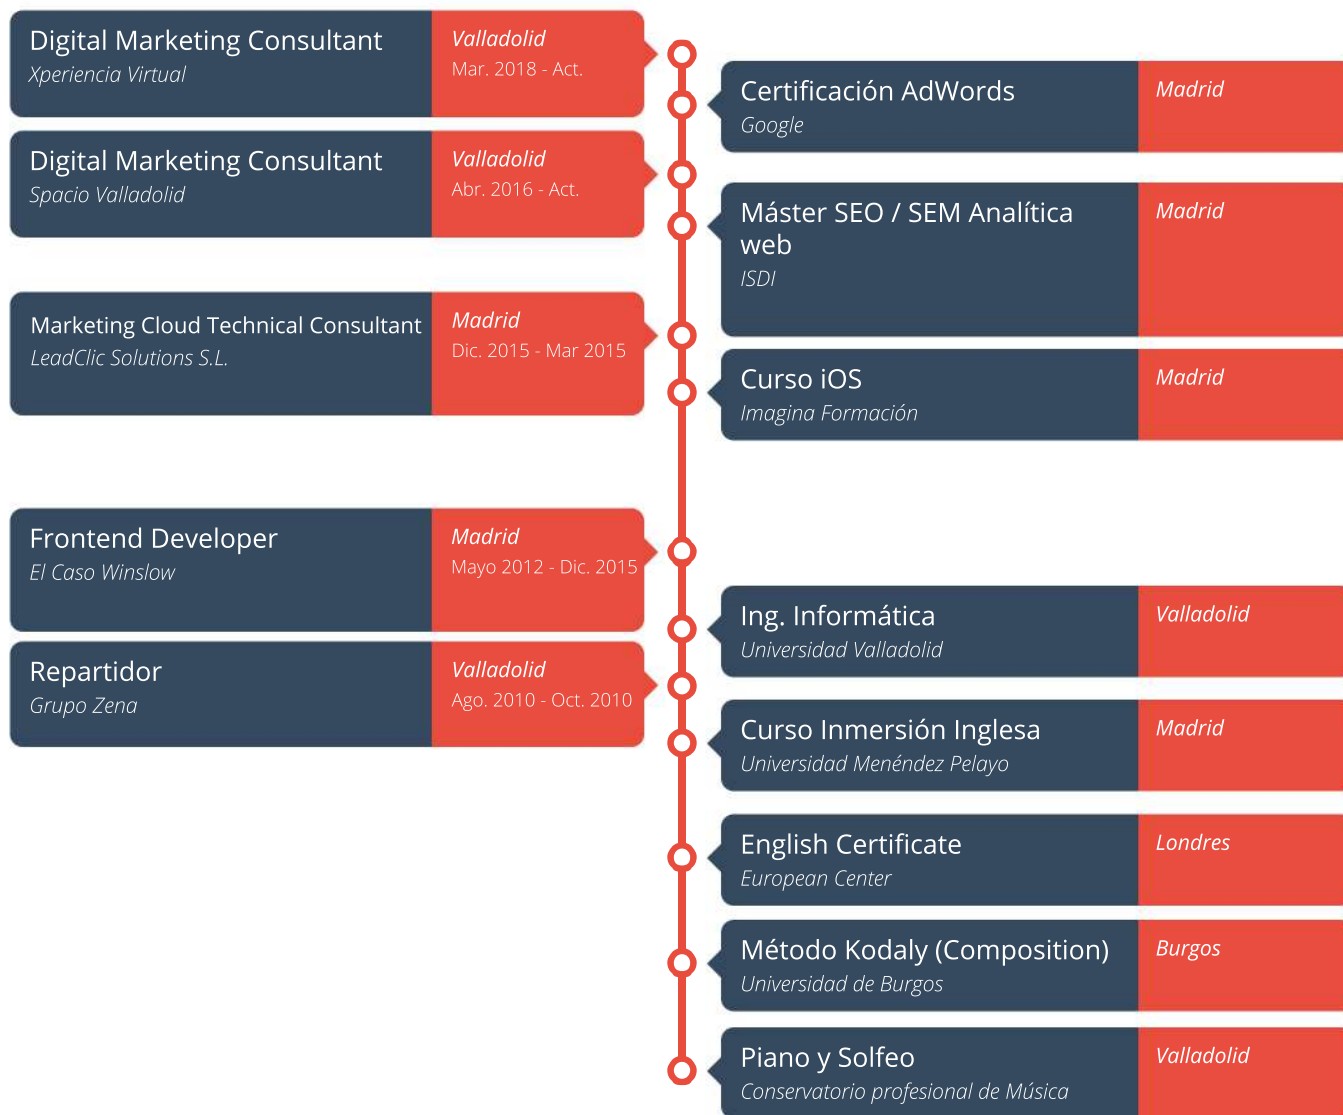 Digital Marketing Consultant
Xperiencia Virtual
Valladolid
Mar. 2018 - Act.
Certificación AdWords
Google
Madrid
Digital Marketing Consultant
Spacio Valladolid
Valladolid
Abr. 2016 - Act.
Máster SEO / SEM Analítica
web
ISDI
Madrid
Marketing Cloud Technical Consultant
LeadClic Solutions S.L.
Madrid
Dic. 2015 - Mar 2015
Curso iOS
Imagina Formación
Madrid
Frontend Developer
El Caso Winslow
Madrid
Mayo 2012 - Dic. 2015
Ing. Informática
Universidad Valladolid
Valladolid
Repartidor
Grupo Zena
Valladolid
Ago. 2010 - Oct. 2010
Curso Inmersión Inglesa
Universidad Menéndez Pelayo
Madrid
English Certificate
European Center
Londres
Método Kodaly (Composition)
Universidad de Burgos
Burgos
Piano y Solfeo
Conservatorio profesional de Música
Valladolid